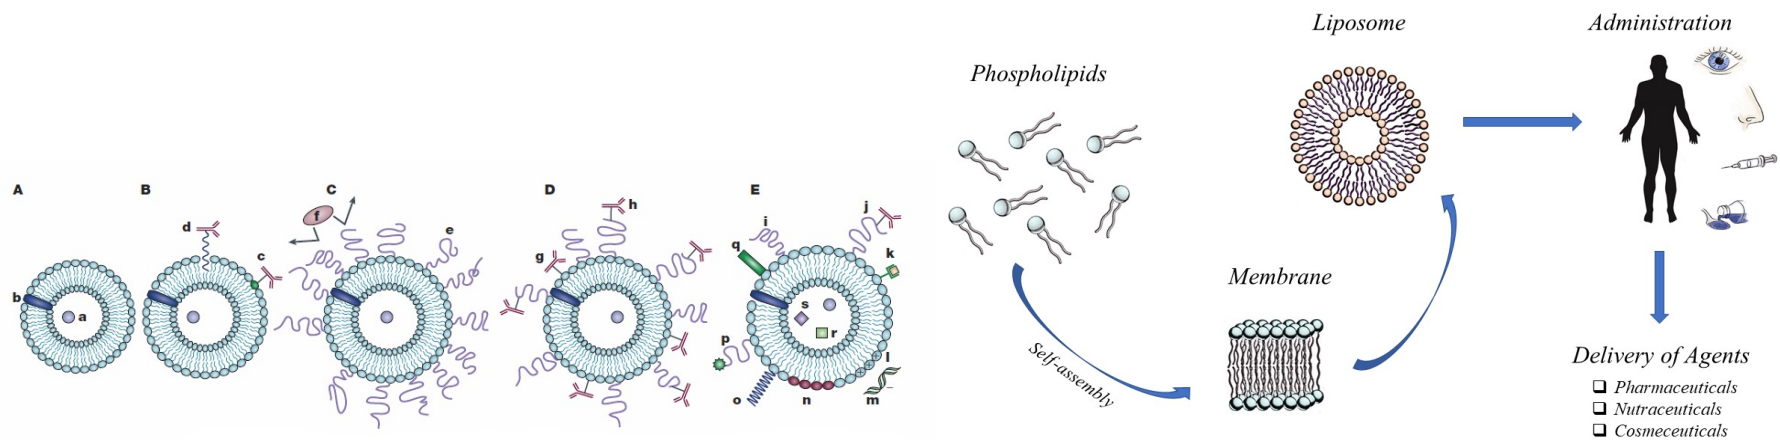 A
B
C
D
E
a
b
c
d
e
f
g
h
i
j
k
l
m
n
o
p
q
r
s
Phospholipids
Self-assembly
Membrane
Liposome
Administration
Delivery of Agents
Pharmaceuticals
Nutraceuticals
Cosmeceuticals